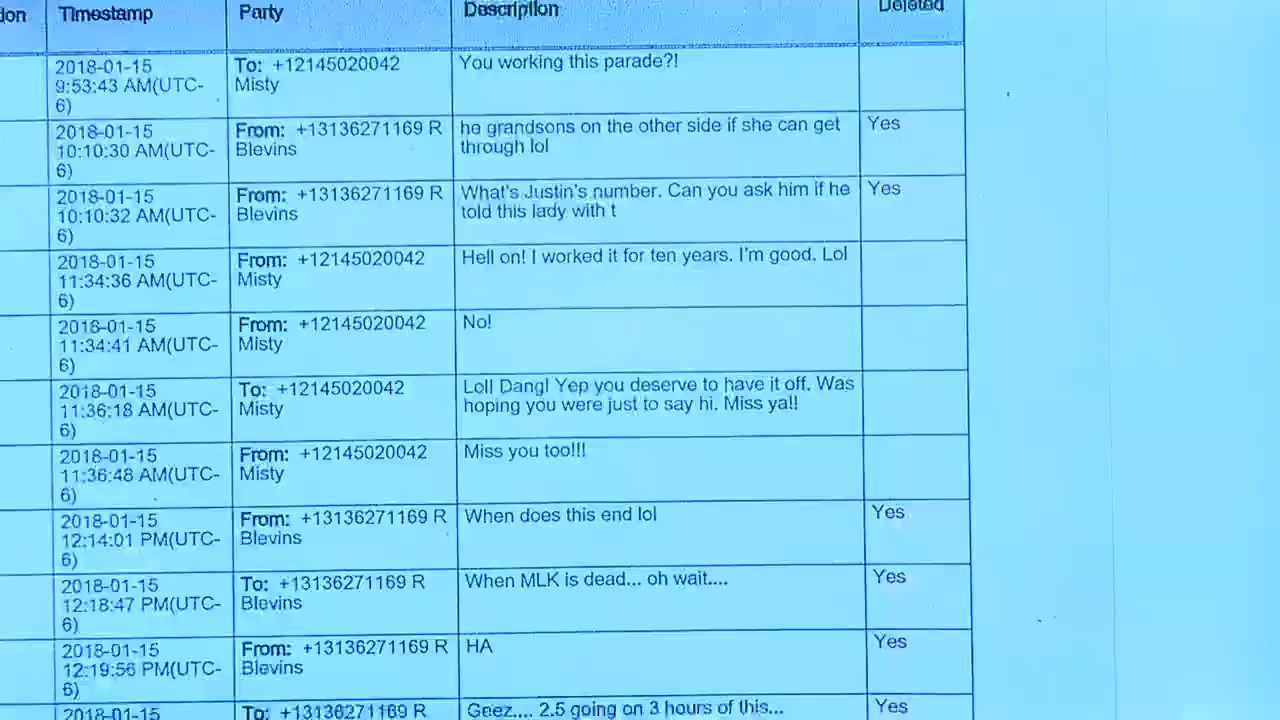 ion Timestamp Party Description Deleted
2018-01-15 To: +12145020042 You working this parade?!
9:53:43 AM(UTC- Misty
6)
2018-01-15 From: +13136271169 R he grandsons on the other side if she can get Yes
10:10:30 AM(UTC- Blevins through lol
6)
2018-01-15 From: +13136271169 R What's Justin's number. Can you ask him if he Yes
10:10:32 AM(UTC- Blevins told this lady with t
6)
2018-01-15 From: +12145020042 Hell on! I worked it for ten years. I'm good. Lol
11:34:36 AM(UTC- Misty
6)
2018-01-15 From: +12145020042 No!
11:34:41 AM(UTC- Misty
6)
2018-01-15 To: +12145020042 Lol! Dang! Yep you deserve to have it off. Was
11:36:18 AM(UTC- Misty hoping you were just to say hi. Miss ya!!
6)
2018-01-15 From: +12145020042 Miss you too!!!
11:36:48 AM(UTC- Misty
6)
2018-01-15 From: +13136271169 R When does this end lol Yes
12:14:01 PM(UTC- Blevins
6)
2018-01-15 To: +13136271169 R When MLK is dead... oh wait.... Yes
12:18:47 PM(UTC- Blevins
6)
2018-01-15 From: +13136271169 R HA Yes
12:19:56 PM(UTC- Blevins
6)
2018-01-15 To: +13136271169 R Geez.... 2.5 going on 3 hours of this... Yes